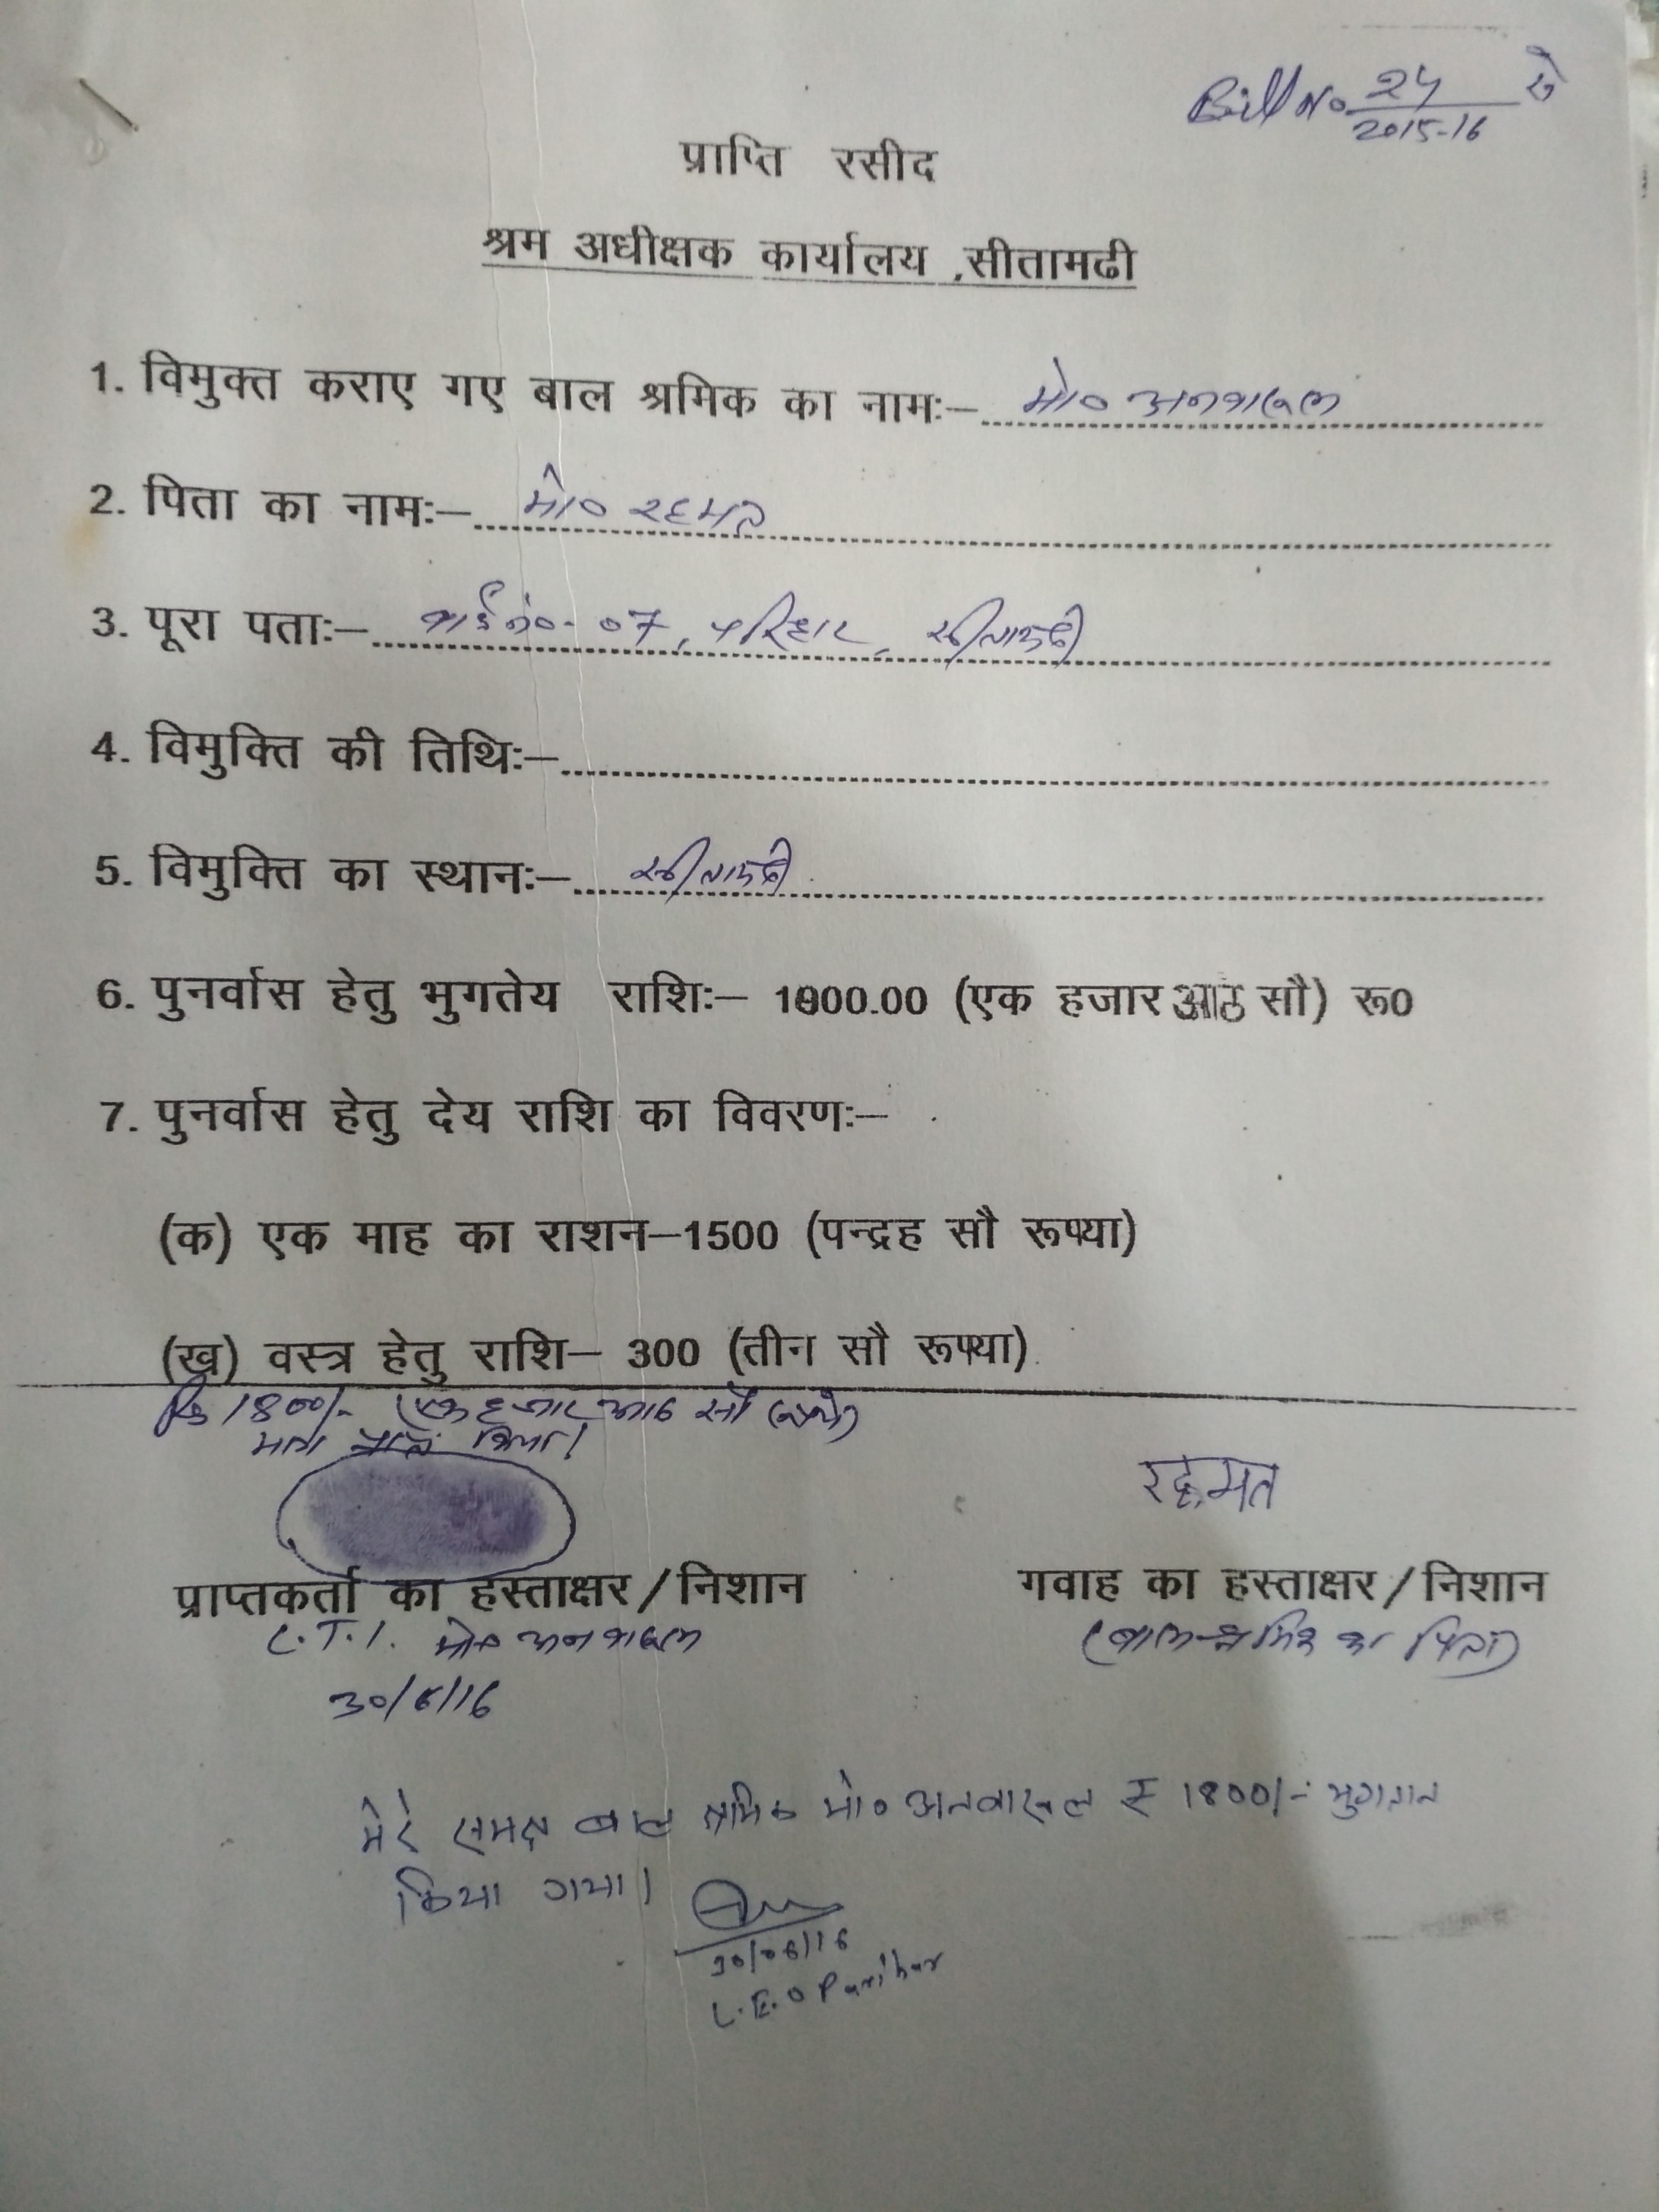 Bill No. 24/2015-16 से
प्राप्ति रसीद
श्रम अधीक्षक कार्यालय ,सीतामढी
1. विमुक्त कराए गए बाल श्रमिक का नामः– मो० अनवारूल
2. पिता का नामः– मो० रहमत
3. पूरा पताः– वार्ड नं०- 07, परिहार, सीतामढ़ी
4. विमुक्ति की तिथिः–
5. विमुक्ति का स्थानः– सीतामढ़ी
6. पुनर्वास हेतु भुगतेय राशिः– 1800.00 (एक हजार आठ सौ) रू0
7. पुनर्वास हेतु देय राशि का विवरणः–
(क) एक माह का राशन–1500 (पन्द्रह सौ रूपया)
(ख) वस्त्र हेतु राशि– 300 (तीन सौ रूपया)
Rs 1800/- (एक हजार आठ सौ रूपये)
मात्र प्राप्त किया।
रहमत
प्राप्तकर्ता का हस्ताक्षर/निशान गवाह का हस्ताक्षर/निशान
L.T.I. मो० अनवारूल (बाल श्रमिक का पिता)
30/6/16
मेरे समक्ष बाल श्रमिक मो० अनवारूल ₹ 1800/- भुगतान
किया गया।
30/06/16
L.E.O Parihar